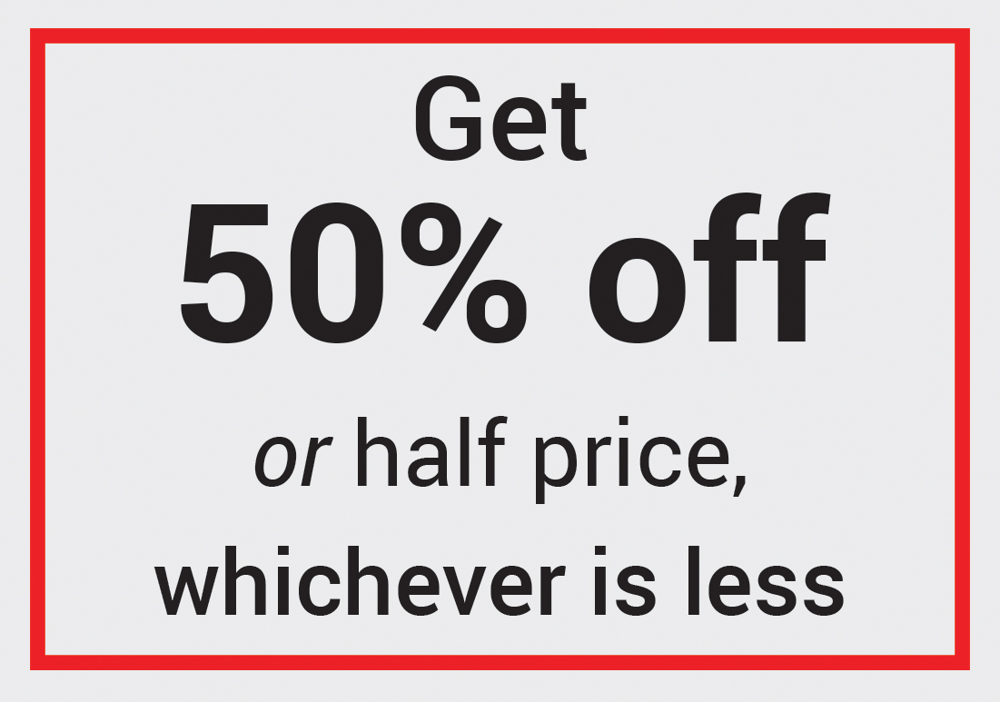 Get
50% off
or half price,
whichever is less